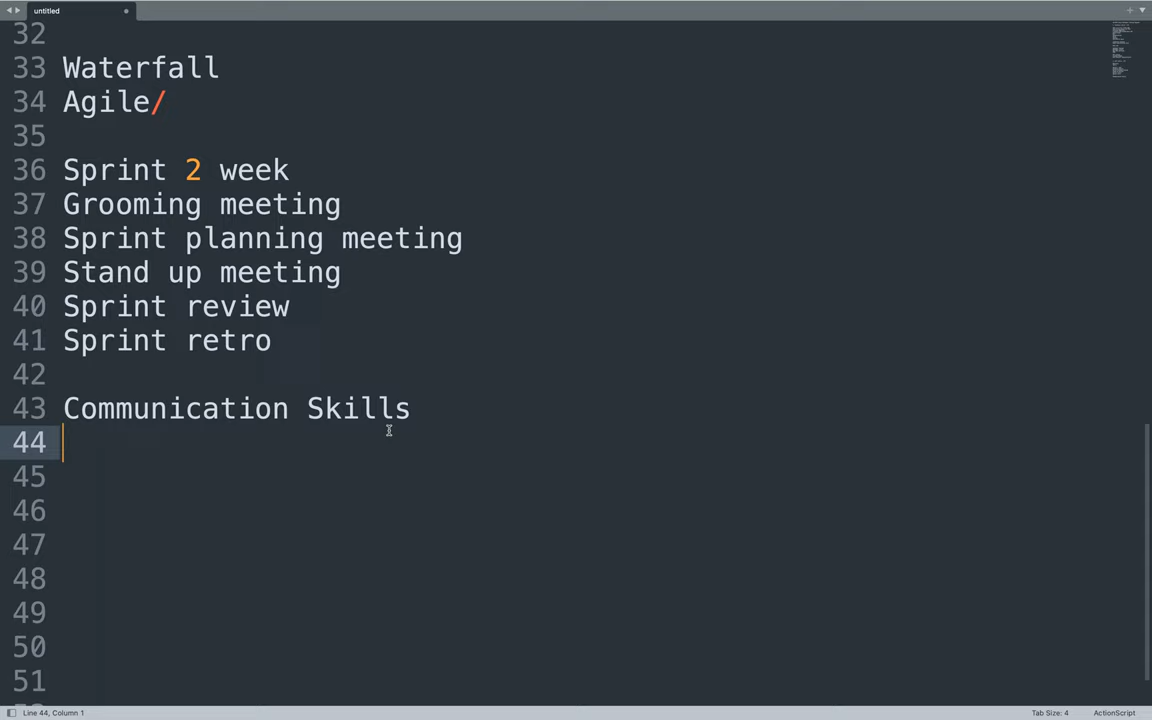 untitled
32
33 Waterfall
34 Agile/
35
36 Sprint 2 week
37 Grooming meeting
38 Sprint planning meeting
39 Stand up meeting
40 Sprint review
41 Sprint retro
42
43 Communication Skills
44
45
46
47
48
49
50
51
Line 44, Column 1
Tab Size: 4
ActionScript